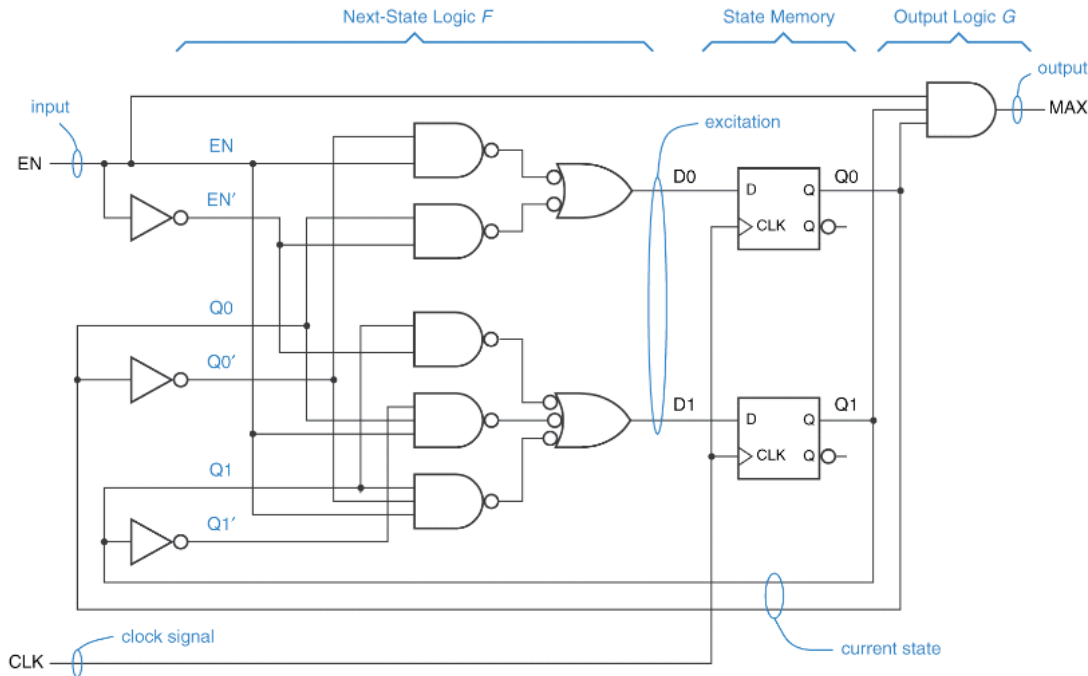 Next-State Logic F
State Memory
Output Logic G
input
output
EN
EN
MAX
excitation
EN′
D0
D
Q
Q0
CLK
Q
Q0
Q0′
D1
D
Q
Q1
CLK
Q
Q1
Q1′
clock signal
current state
CLK